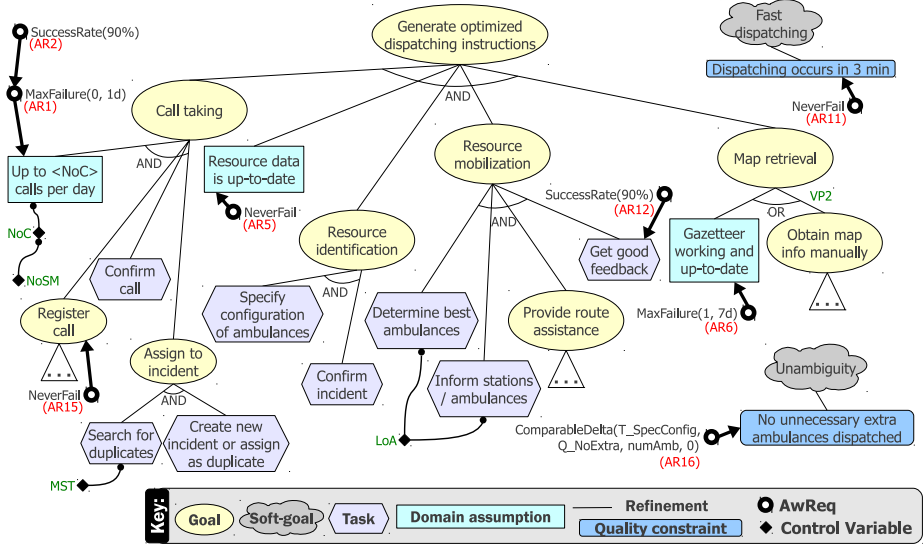 Generate optimized
dispatching instructions
Fast
dispatching
Dispatching occurs in 3 min
NeverFail
(AR11)
SuccessRate(90%)
(AR2)
MaxFailure(0, 1d)
(AR1)
Call taking
AND
AND
Up to <NoC>
calls per day
Resource data
is up-to-date
NeverFail
(AR5)
Resource
mobilization
Map retrieval
SuccessRate(90%)
(AR12)
VP2
AND
OR
NoC
NoSM
Confirm
call
Resource
identification
AND
Get good
feedback
Gazetteer
working and
up-to-date
Obtain map
info manually
...
Register
call
...
Specify
configuration
of ambulances
Determine best
ambulances
Provide route
assistance
...
MaxFailure(1, 7d)
(AR6)
Assign to
incident
AND
NeverFail
(AR15)
Confirm
incident
Inform stations
/ ambulances
Unambiguity
Search for
duplicates
Create new
incident or assign
as duplicate
LoA
ComparableDelta(T_SpecConfig,
Q_NoExtra, numAmb, 0)
(AR16)
No unnecessary extra
ambulances dispatched
MST
Key:
Goal
Soft-goal
Task
Domain assumption
Refinement
Quality constraint
AwReq
Control Variable